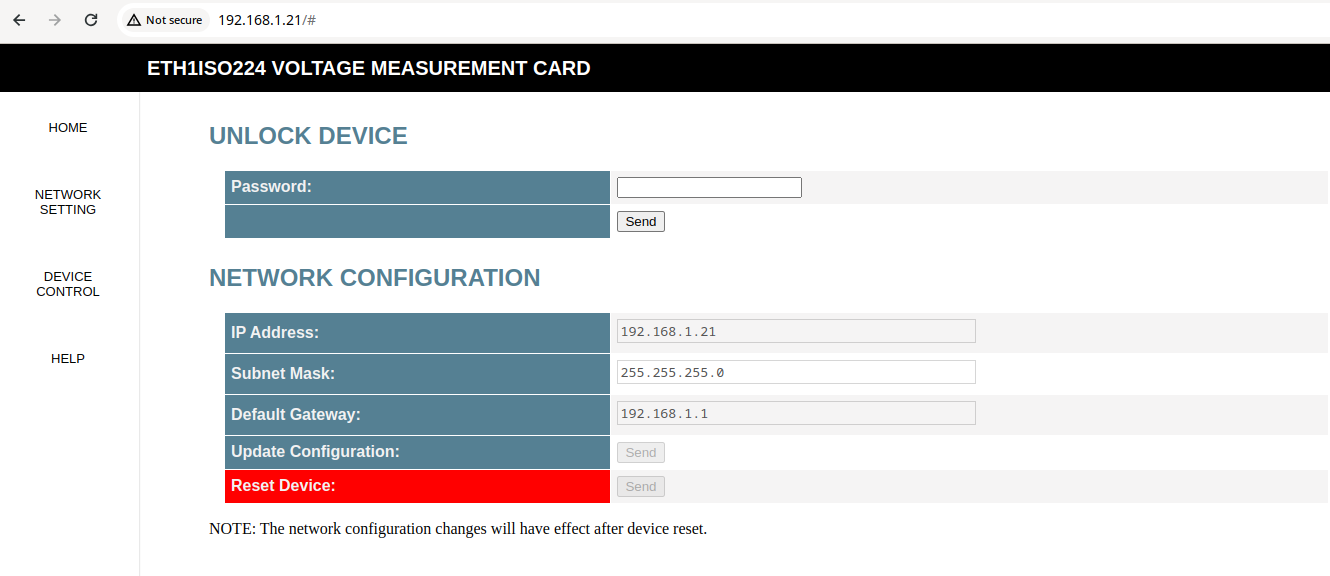 Not secure 192.168.1.21/#
ETH1ISO224 VOLTAGE MEASUREMENT CARD
HOME
NETWORK
SETTING
DEVICE
CONTROL
HELP
UNLOCK DEVICE
Password:
Send
NETWORK CONFIGURATION
IP Address: 192.168.1.21
Subnet Mask: 255.255.255.0
Default Gateway: 192.168.1.1
Update Configuration: Send
Reset Device: Send
NOTE: The network configuration changes will have effect after device reset.